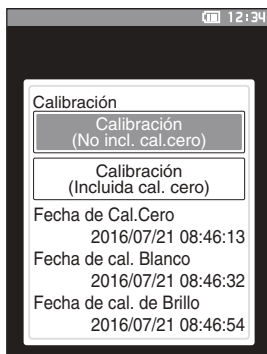 12:34
Calibración
Calibración
(No incl. cal.cero)
Calibración
(Incluida cal. cero)
Fecha de Cal.Cero
2016/07/21 08:46:13
Fecha de cal. Blanco
2016/07/21 08:46:32
Fecha de cal. de Brillo
2016/07/21 08:46:54